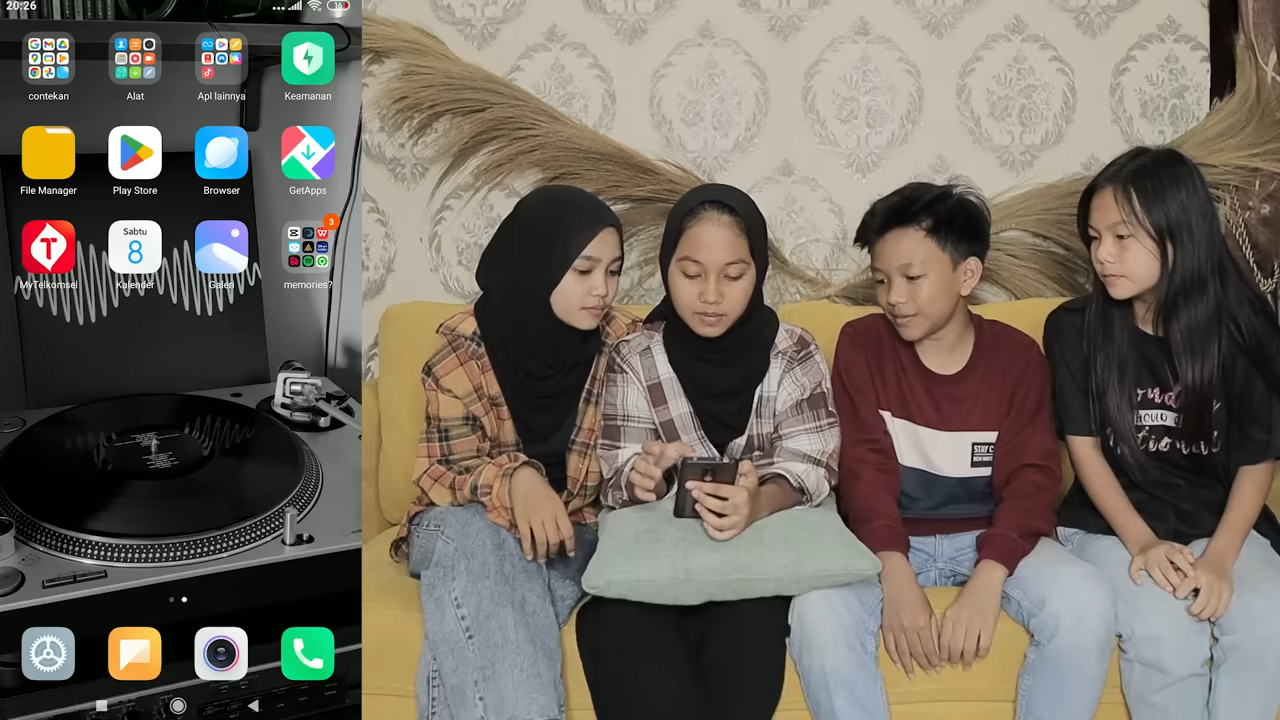 20:26
16
contekan
Alat
Apl lainnya
Keamanan
File Manager
Play Store
Browser
GetApps
MyTelkomsel
Sabtu
8
Kalender
Galeri
3
memories?
STAY C